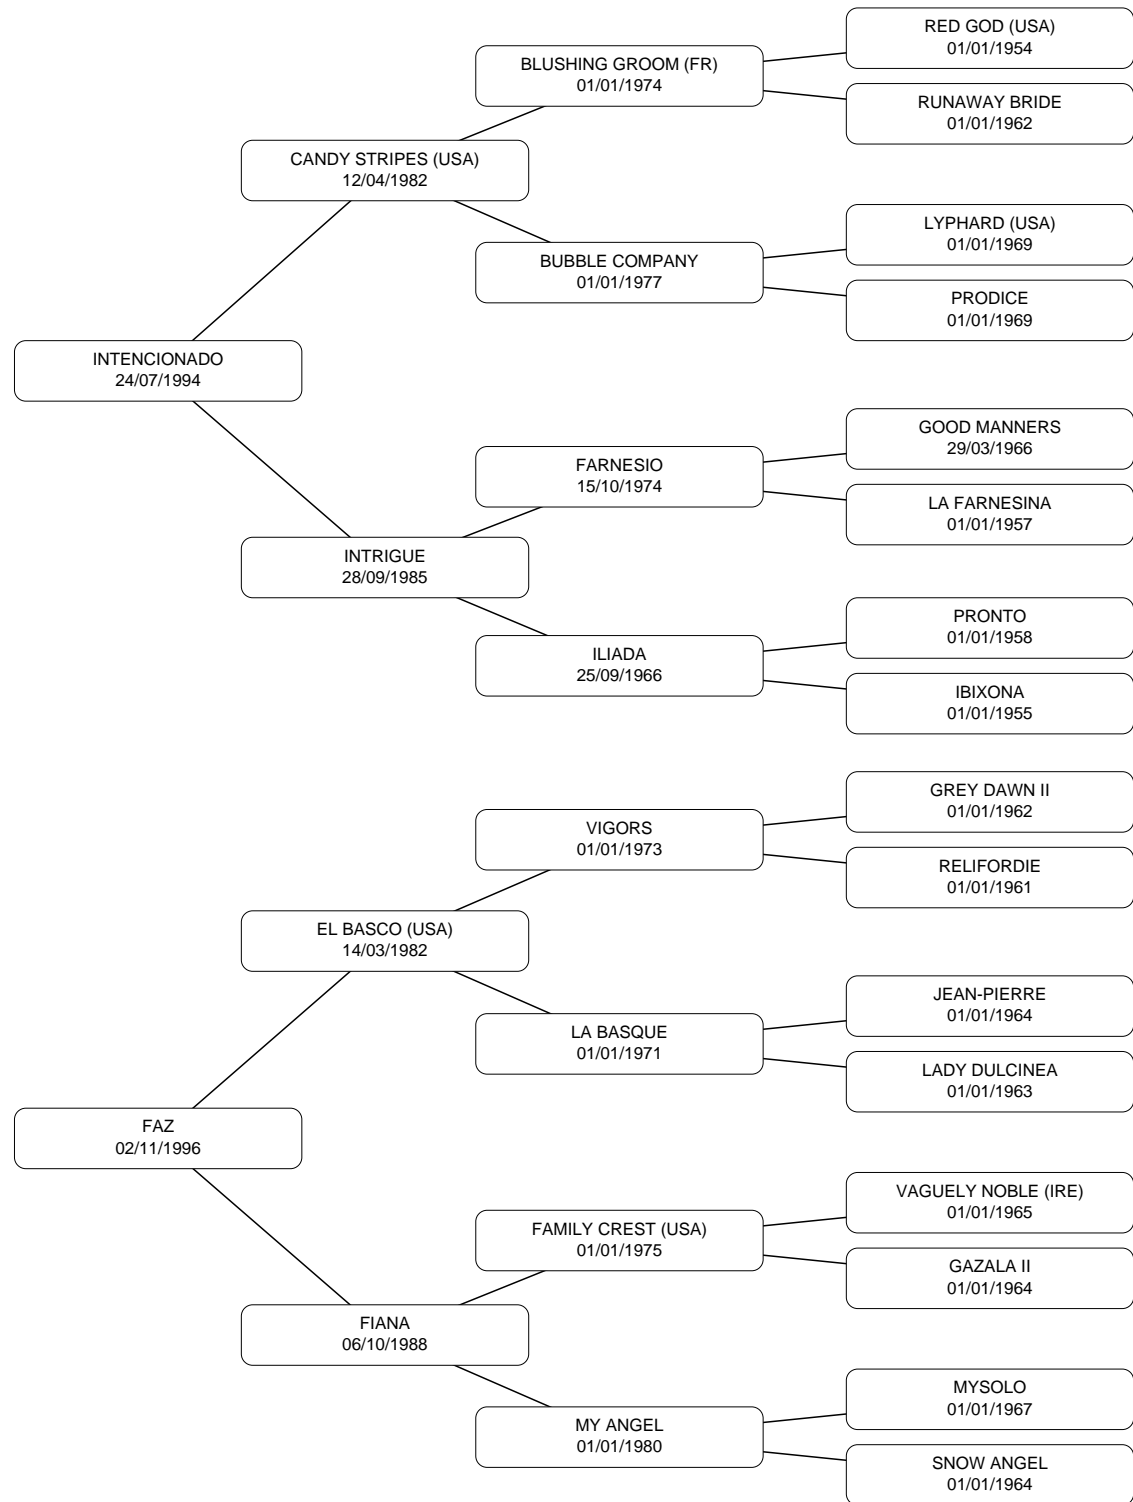 RED GOD (USA)
01/01/1954
BLUSHING GROOM (FR)
01/01/1974
RUNAWAY BRIDE
01/01/1962
CANDY STRIPES (USA)
12/04/1982
LYPHARD (USA)
01/01/1969
BUBBLE COMPANY
01/01/1977
PRODICE
01/01/1969
INTENCIONADO
24/07/1994
GOOD MANNERS
29/03/1966
FARNESIO
15/10/1974
LA FARNESINA
01/01/1957
INTRIGUE
28/09/1985
PRONTO
01/01/1958
ILIADA
25/09/1966
IBIXONA
01/01/1955
GREY DAWN II
01/01/1962
VIGORS
01/01/1973
RELIFORDIE
01/01/1961
EL BASCO (USA)
14/03/1982
JEAN-PIERRE
01/01/1964
LA BASQUE
01/01/1971
LADY DULCINEA
01/01/1963
FAZ
02/11/1996
VAGUELY NOBLE (IRE)
01/01/1965
FAMILY CREST (USA)
01/01/1975
GAZALA II
01/01/1964
FIANA
06/10/1988
MYSOLO
01/01/1967
MY ANGEL
01/01/1980
SNOW ANGEL
01/01/1964